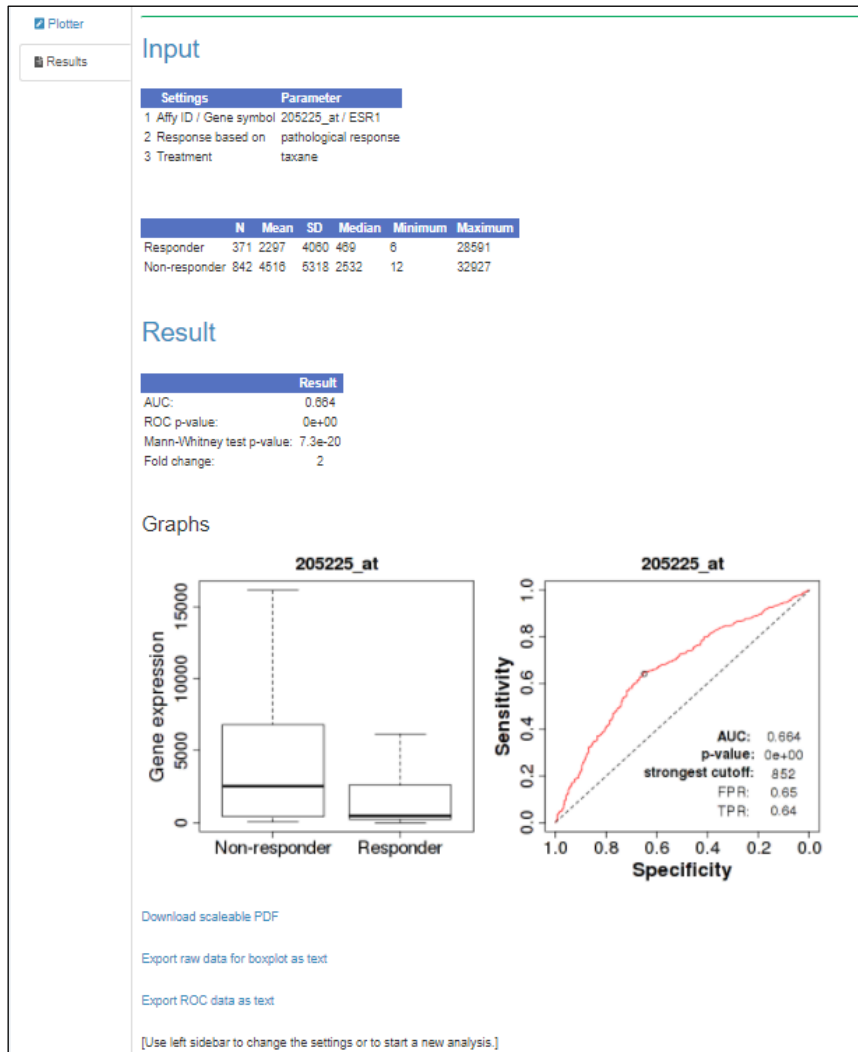 Plotter
Results
Input
Settings Parameter
1 Affy ID / Gene symbol 205225_at / ESR1
2 Response based on pathological response
3 Treatment taxane
N Mean SD Median Minimum Maximum
Responder 371 2297 4060 469 6 28591
Non-responder 842 4516 5318 2532 12 32927
Result
Result
AUC: 0.664
ROC p-value: 0e+00
Mann-Whitney test p-value: 7.3e-20
Fold change: 2
Graphs
205225_at
Gene expression
15000
10000
5000
0
Non-responder Responder
205225_at
Sensitivity
1.0
0.8
0.6
0.4
0.2
0.0
AUC: 0.664
p-value: 0e+00
strongest cutoff: 852
FPR: 0.65
TPR: 0.64
1.0 0.8 0.6 0.4 0.2 0.0
Specificity
Download scaleable PDF
Export raw data for boxplot as text
Export ROC data as text
[Use left sidebar to change the settings or to start a new analysis.]